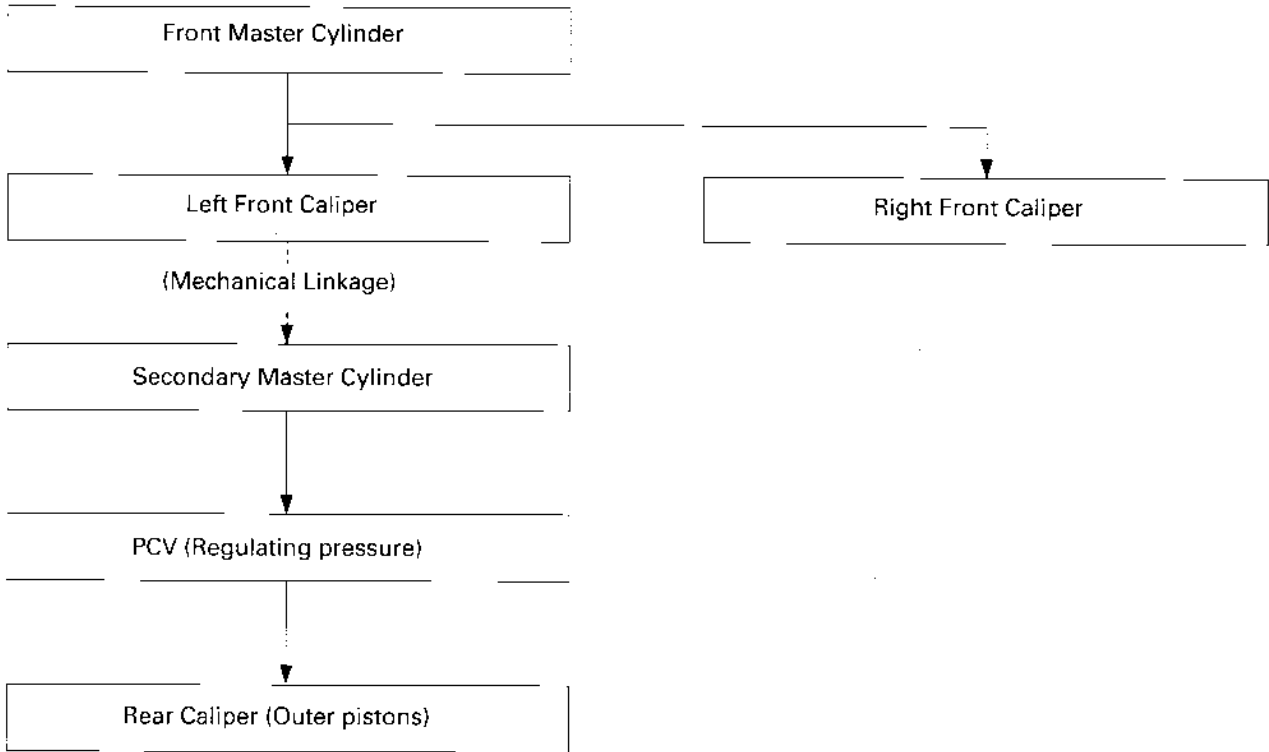 Front Master Cylinder
Left Front Caliper
Right Front Caliper
(Mechanical Linkage)
Secondary Master Cylinder
PCV (Regulating pressure)
Rear Caliper (Outer pistons)